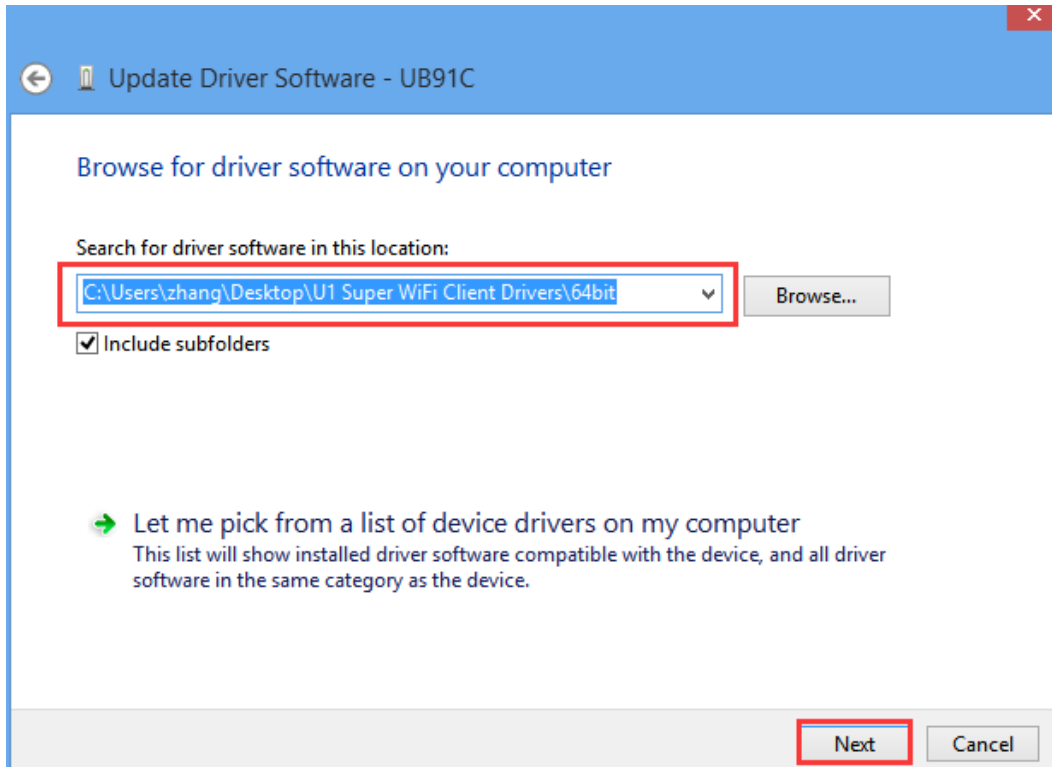 Update Driver Software - UB91C
Browse for driver software on your computer
Search for driver software in this location:
C:\Users\zhang\Desktop\U1 Super WiFi Client Drivers\64bit
Browse...
Include subfolders
Let me pick from a list of device drivers on my computer
This list will show installed driver software compatible with the device, and all driver
software in the same category as the device.
Next
Cancel